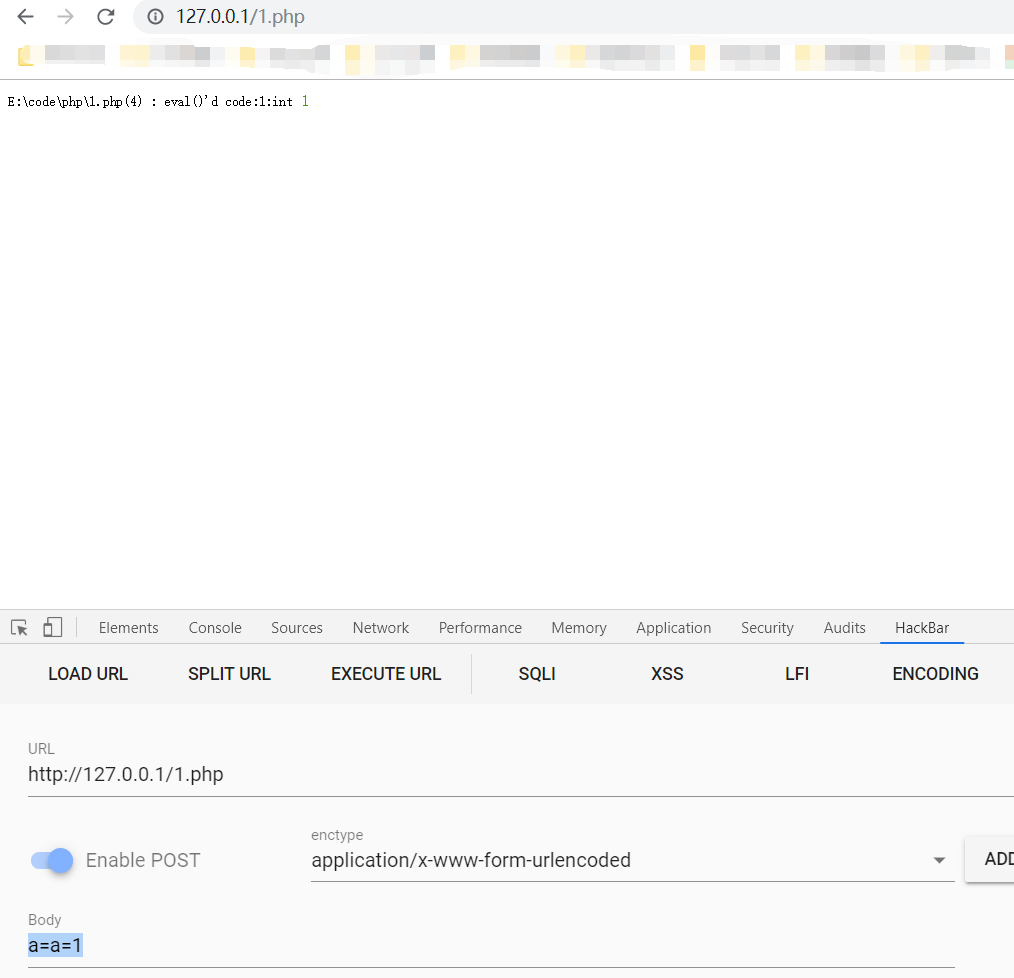 127.0.0.1/1.php
E:\code\php\1.php(4) : eval()'d code:1:int 1
Elements Console Sources Network Performance Memory Application Security Audits HackBar
LOAD URL SPLIT URL EXECUTE URL SQLI XSS LFI ENCODING
URL
http://127.0.0.1/1.php
enctype
Enable POST application/x-www-form-urlencoded ADD
Body
a=a=1